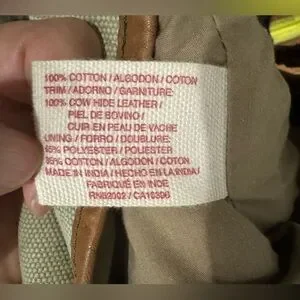 100% COTTON / ALGODON / COTON
TRIM / ADORNO / GARNITURE:
100% COW HIDE LEATHER /
PIEL DE BOVINO /
CUIR EN PEAU DE VACHE
LINING / FORRO / DOUBLURE:
65% POLYESTER / POLIESTER
35% COTTON / ALGODON / COTON
MADE IN INDIA / HECHO EN LA INDIA /
FABRIQUÉ EN INDE
RN52002 / CA16396